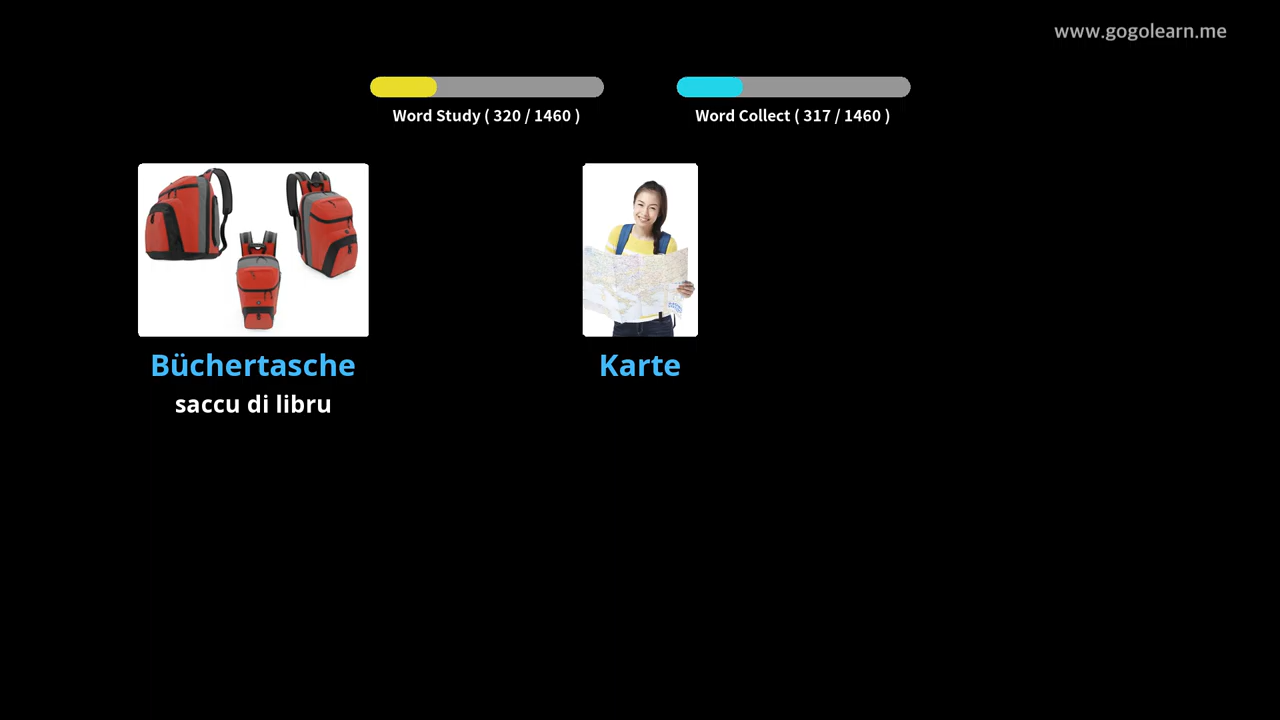 www.gogolearn.me
Word Study ( 320 / 1460 )
Word Collect ( 317 / 1460 )
Büchertasche
Karte
saccu di libru